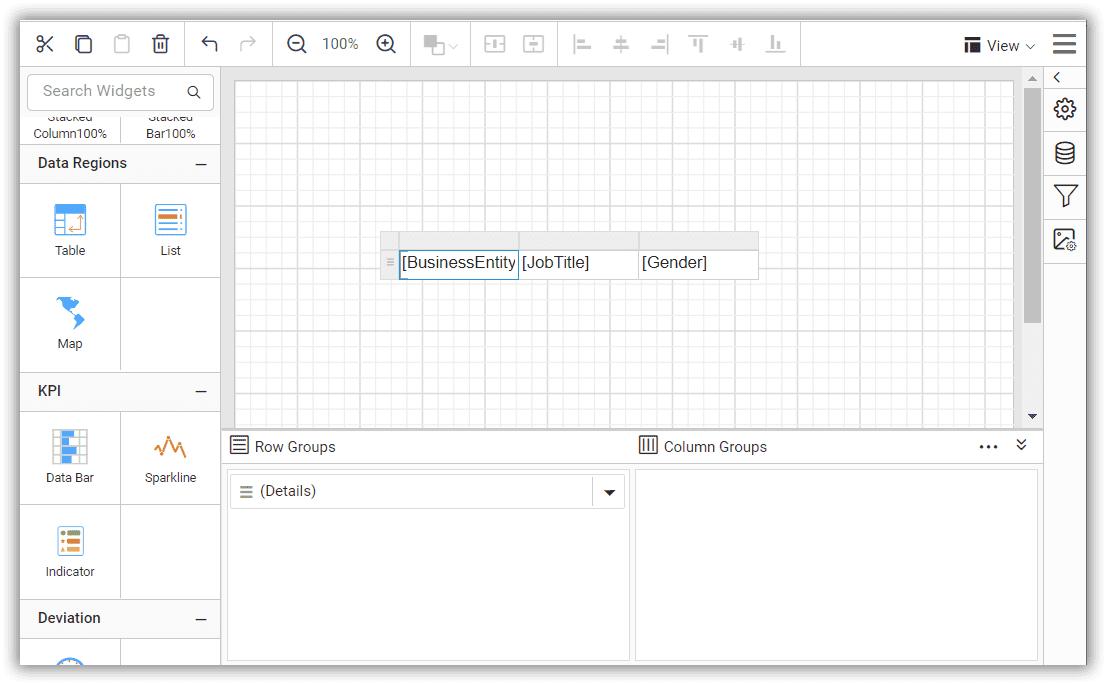 100%
View
Search Widgets
Stacked Stacked
Column100% Bar100%
Data Regions
Table List
Map
KPI
Data Bar Sparkline
Indicator
Deviation
[BusinessEntity [JobTitle] [Gender]
Row Groups Column Groups
(Details)